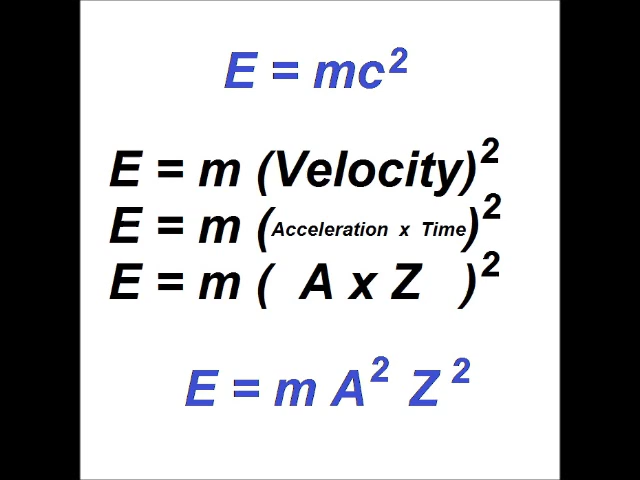 E = mc²
E = m (Velocity)²
E = m (Acceleration x Time)²
E = m ( A x Z )²
E = m A² Z²